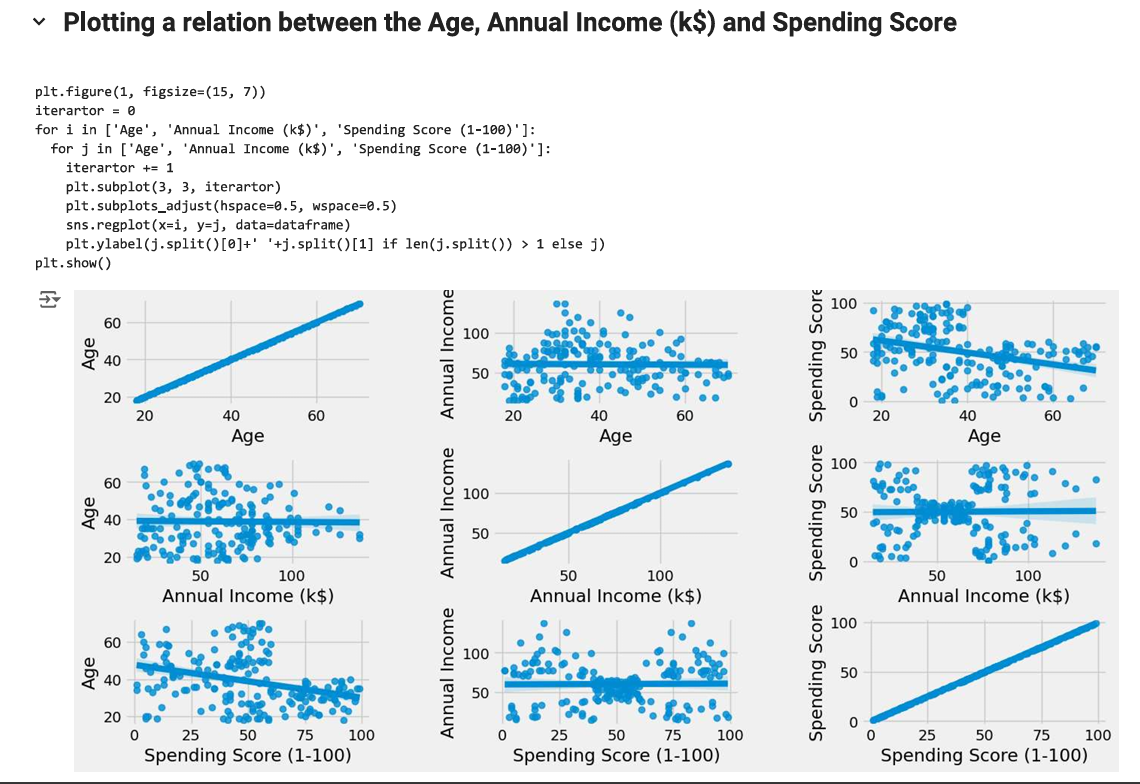 Plotting a relation between the Age, Annual Income (k$) and Spending Score
plt.figure(1, figsize=(15, 7))
iterartor = 0
for i in ['Age', 'Annual Income (k$)', 'Spending Score (1-100)']:
  for j in ['Age', 'Annual Income (k$)', 'Spending Score (1-100)']:
    iterartor += 1
    plt.subplot(3, 3, iterartor)
    plt.subplots_adjust(hspace=0.5, wspace=0.5)
    sns.regplot(x=i, y=j, data=dataframe)
    plt.ylabel(j.split()[0]+' '+j.split()[1] if len(j.split()) > 1 else j)
plt.show()
Age
60
40
20
20 40 60
Age
Annual Income
100
50
20 40 60
Age
Spending Score
100
50
0
20 40 60
Age
Age
60
40
20
50 100
Annual Income (k$)
Annual Income
100
50
50 100
Annual Income (k$)
Spending Score
100
50
0
50 100
Annual Income (k$)
Age
60
40
20
0 25 50 75 100
Spending Score (1-100)
Annual Income
100
50
0 25 50 75 100
Spending Score (1-100)
Spending Score
100
50
0
0 25 50 75 100
Spending Score (1-100)